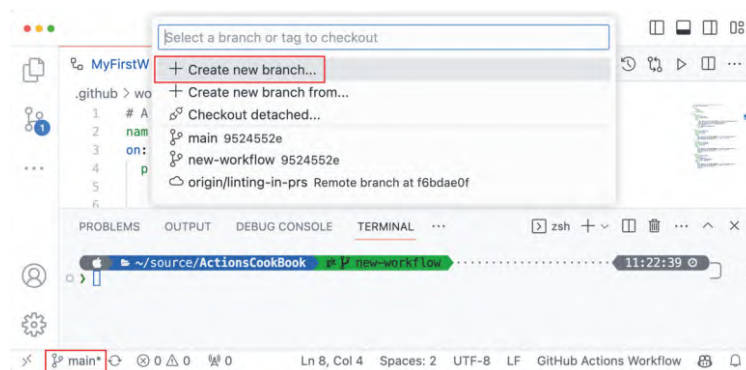 Select a branch or tag to checkout
MyFirstW
+ Create new branch...
.github > wo
+ Create new branch from...
1 # A
Checkout detached...
2 nam
main 9524552e
3 on:
new-workflow 9524552e
4 p
origin/linting-in-prs Remote branch at f6bdae0f
5
6
1
PROBLEMS OUTPUT DEBUG CONSOLE TERMINAL ...
zsh
~/source/ActionsCookBook new-workflow 11:22:39
main* 0 0 0 Ln 8, Col 4 Spaces: 2 UTF-8 LF GitHub Actions Workflow